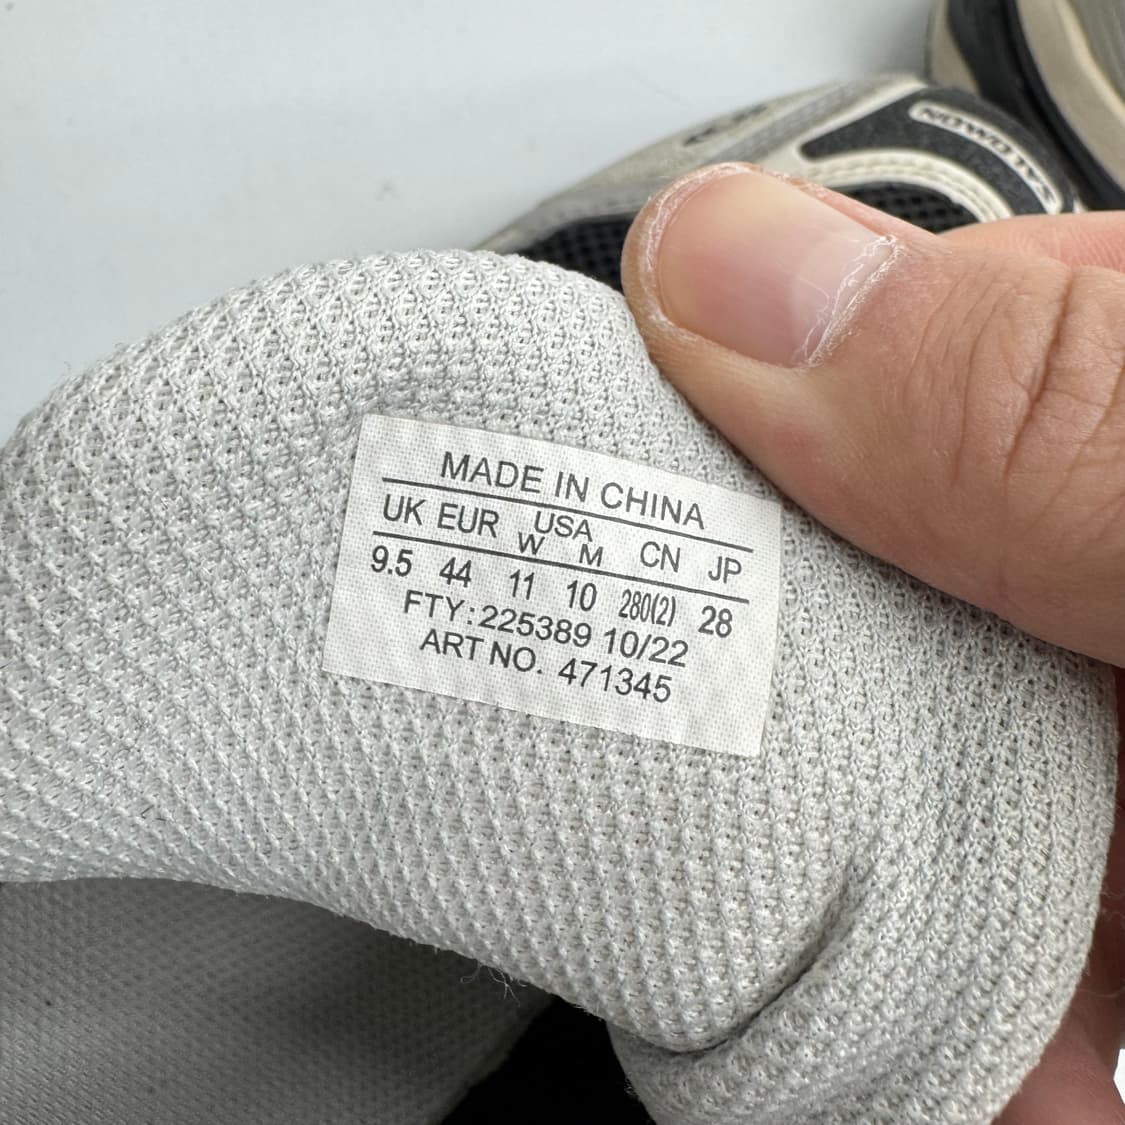 SALOMON
MADE IN CHINA
UK EUR USA CN JP
W M
9.5 44 11 10 280(2) 28
FTY:225389 10/22
ART NO. 471345